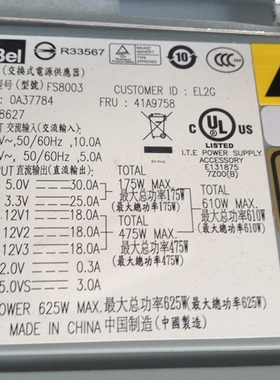 Bel
R33567
(交换式電源供應器)
型号(型號) FS8003
CUSTOMER ID : EL2G
: 0A37784
FRU : 41A9758
8627
UT 交流输入(交流輸入)
V~, 50/60Hz, 10.0A
V~, 50/60Hz, 5.0A
PUT 直流输出(直流輸出)
C UL US LISTED
I.T.E POWER SUPPLY
ACCESSORY
E131875
7Z00(B)
5.0V 30.0A
3.3V 25.0A
12V1 18.0A
12V2 18.0A
12V3 18.0A
2.0V 0.3A
5.0VS 3.0A
TOTAL
175W MAX.
最大总功率175W
(最大總功率175W)
TOTAL
475W MAX.
最大总功率475W
(最大總功率475W)
TOTAL
610W MAX.
最大总功率610W
(最大總功率610W)
POWER 625W MAX. 最大总功率625W(最大總功率625W)
MADE IN CHINA 中国制造 (中國製造)